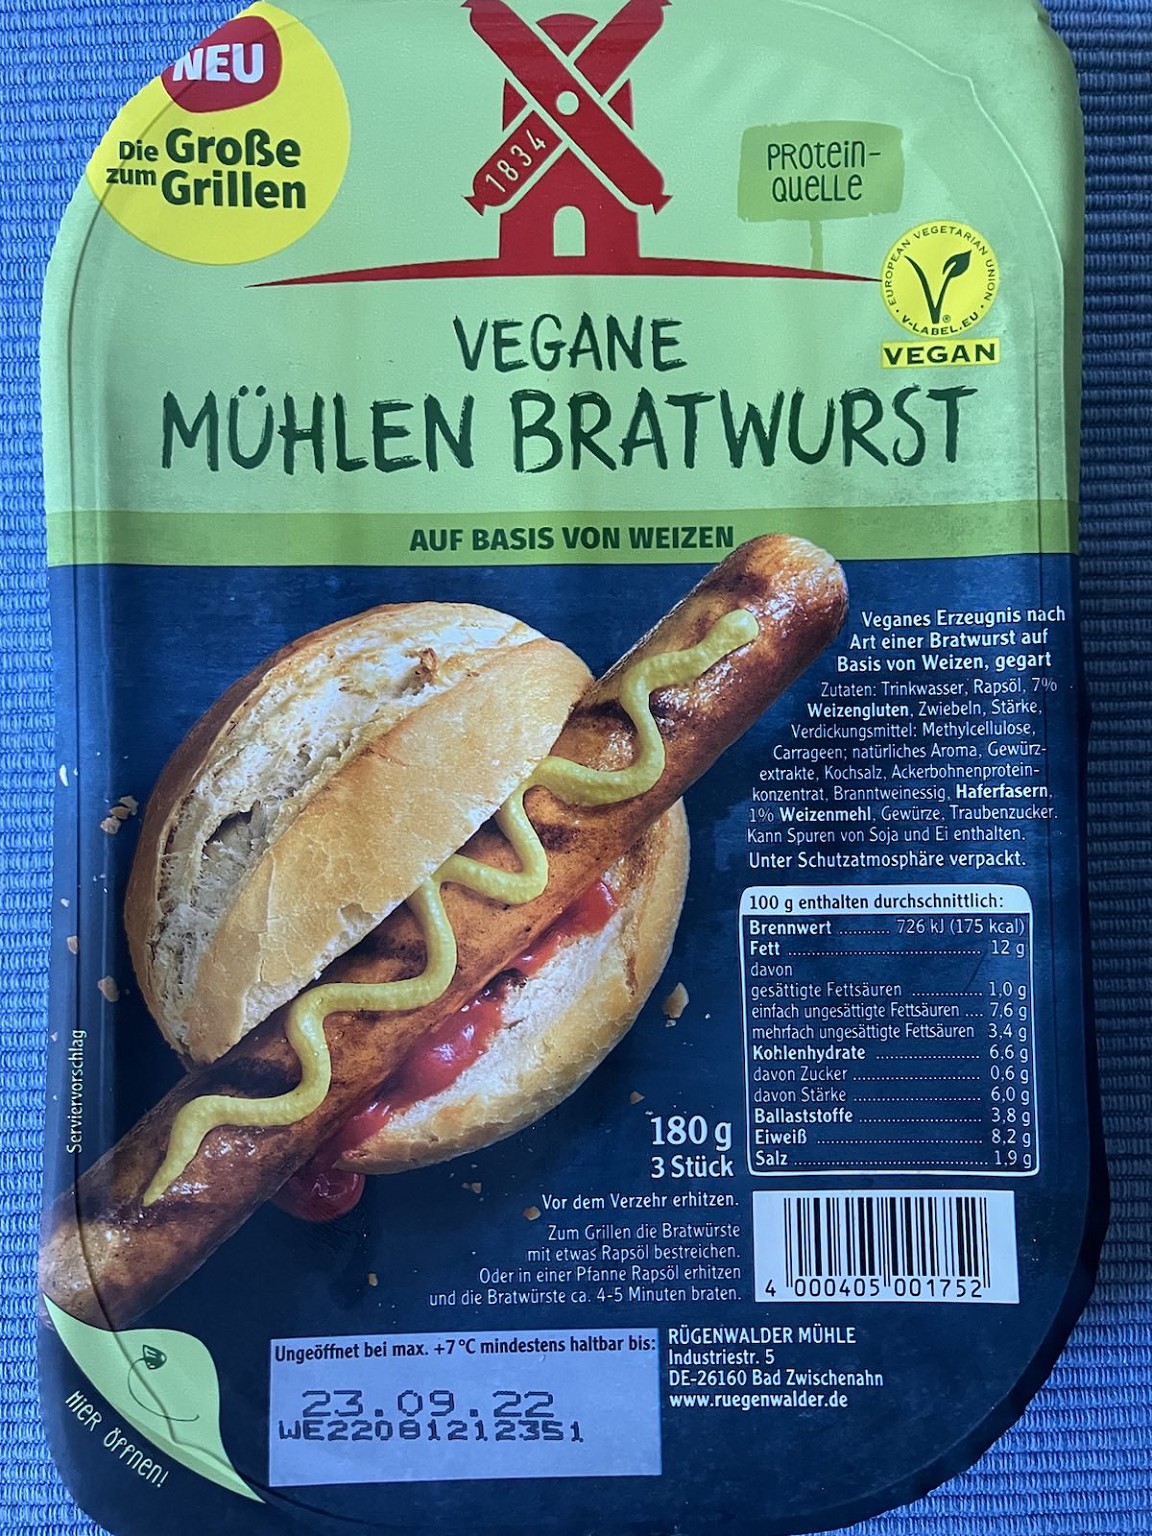 NEU
Die Große
zum Grillen
1834
PROTEIN-
QUELLE
EUROPEAN VEGETARIAN UNION
V-LABEL.EU
VEGAN
VEGANE
MÜHLEN BRATWURST
AUF BASIS VON WEIZEN
Veganes Erzeugnis nach
Art einer Bratwurst auf
Basis von Weizen, gegart
Zutaten: Trinkwasser, Rapsöl, 7%
Weizengluten, Zwiebeln, Stärke,
Verdickungsmittel: Methylcellulose,
Carrageen; natürliches Aroma, Gewürz-
extrakte, Kochsalz, Ackerbohnenprotein-
konzentrat, Branntweinessig, Haferfasern,
1% Weizenmehl, Gewürze, Traubenzucker.
Kann Spuren von Soja und Ei enthalten.
Unter Schutzatmosphäre verpackt.
100 g enthalten durchschnittlich:
Brennwert ........... 726 kJ (175 kcal)
Fett ........................................ 12 g
davon
gesättigte Fettsäuren ............... 1,0 g
einfach ungesättigte Fettsäuren .... 7,6 g
mehrfach ungesättigte Fettsäuren 3,4 g
Kohlenhydrate ...................... 6,6 g
davon Zucker .......................... 0,6 g
davon Stärke .......................... 6,0 g
Ballaststoffe ......................... 3,8 g
Eiweiß ................................... 8,2 g
Salz ....................................... 1,9 g
Serviervorschlag
180 g
3 Stück
Vor dem Verzehr erhitzen.
Zum Grillen die Bratwürste
mit etwas Rapsöl bestreichen.
Oder in einer Pfanne Rapsöl erhitzen
und die Bratwürste ca. 4-5 Minuten braten.
4 000405 001752
Ungeöffnet bei max. +7 °C mindestens haltbar bis:
23.09.22
WE22081212351
RÜGENWALDER MÜHLE
Industriestr. 5
DE-26160 Bad Zwischenahn
www.ruegenwalder.de
HIER ÖFFNEN!